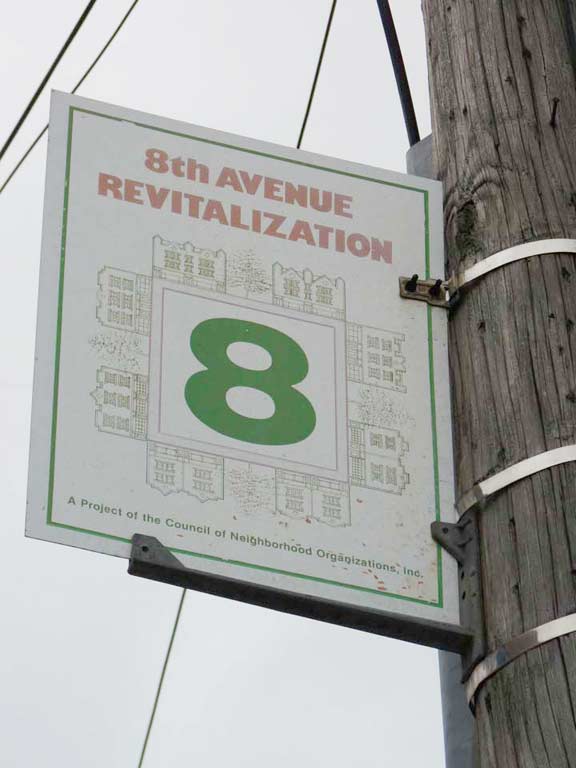 8th AVENUE
REVITALIZATION
8
A Project of the Council of Neighborhood Organizations, Inc.